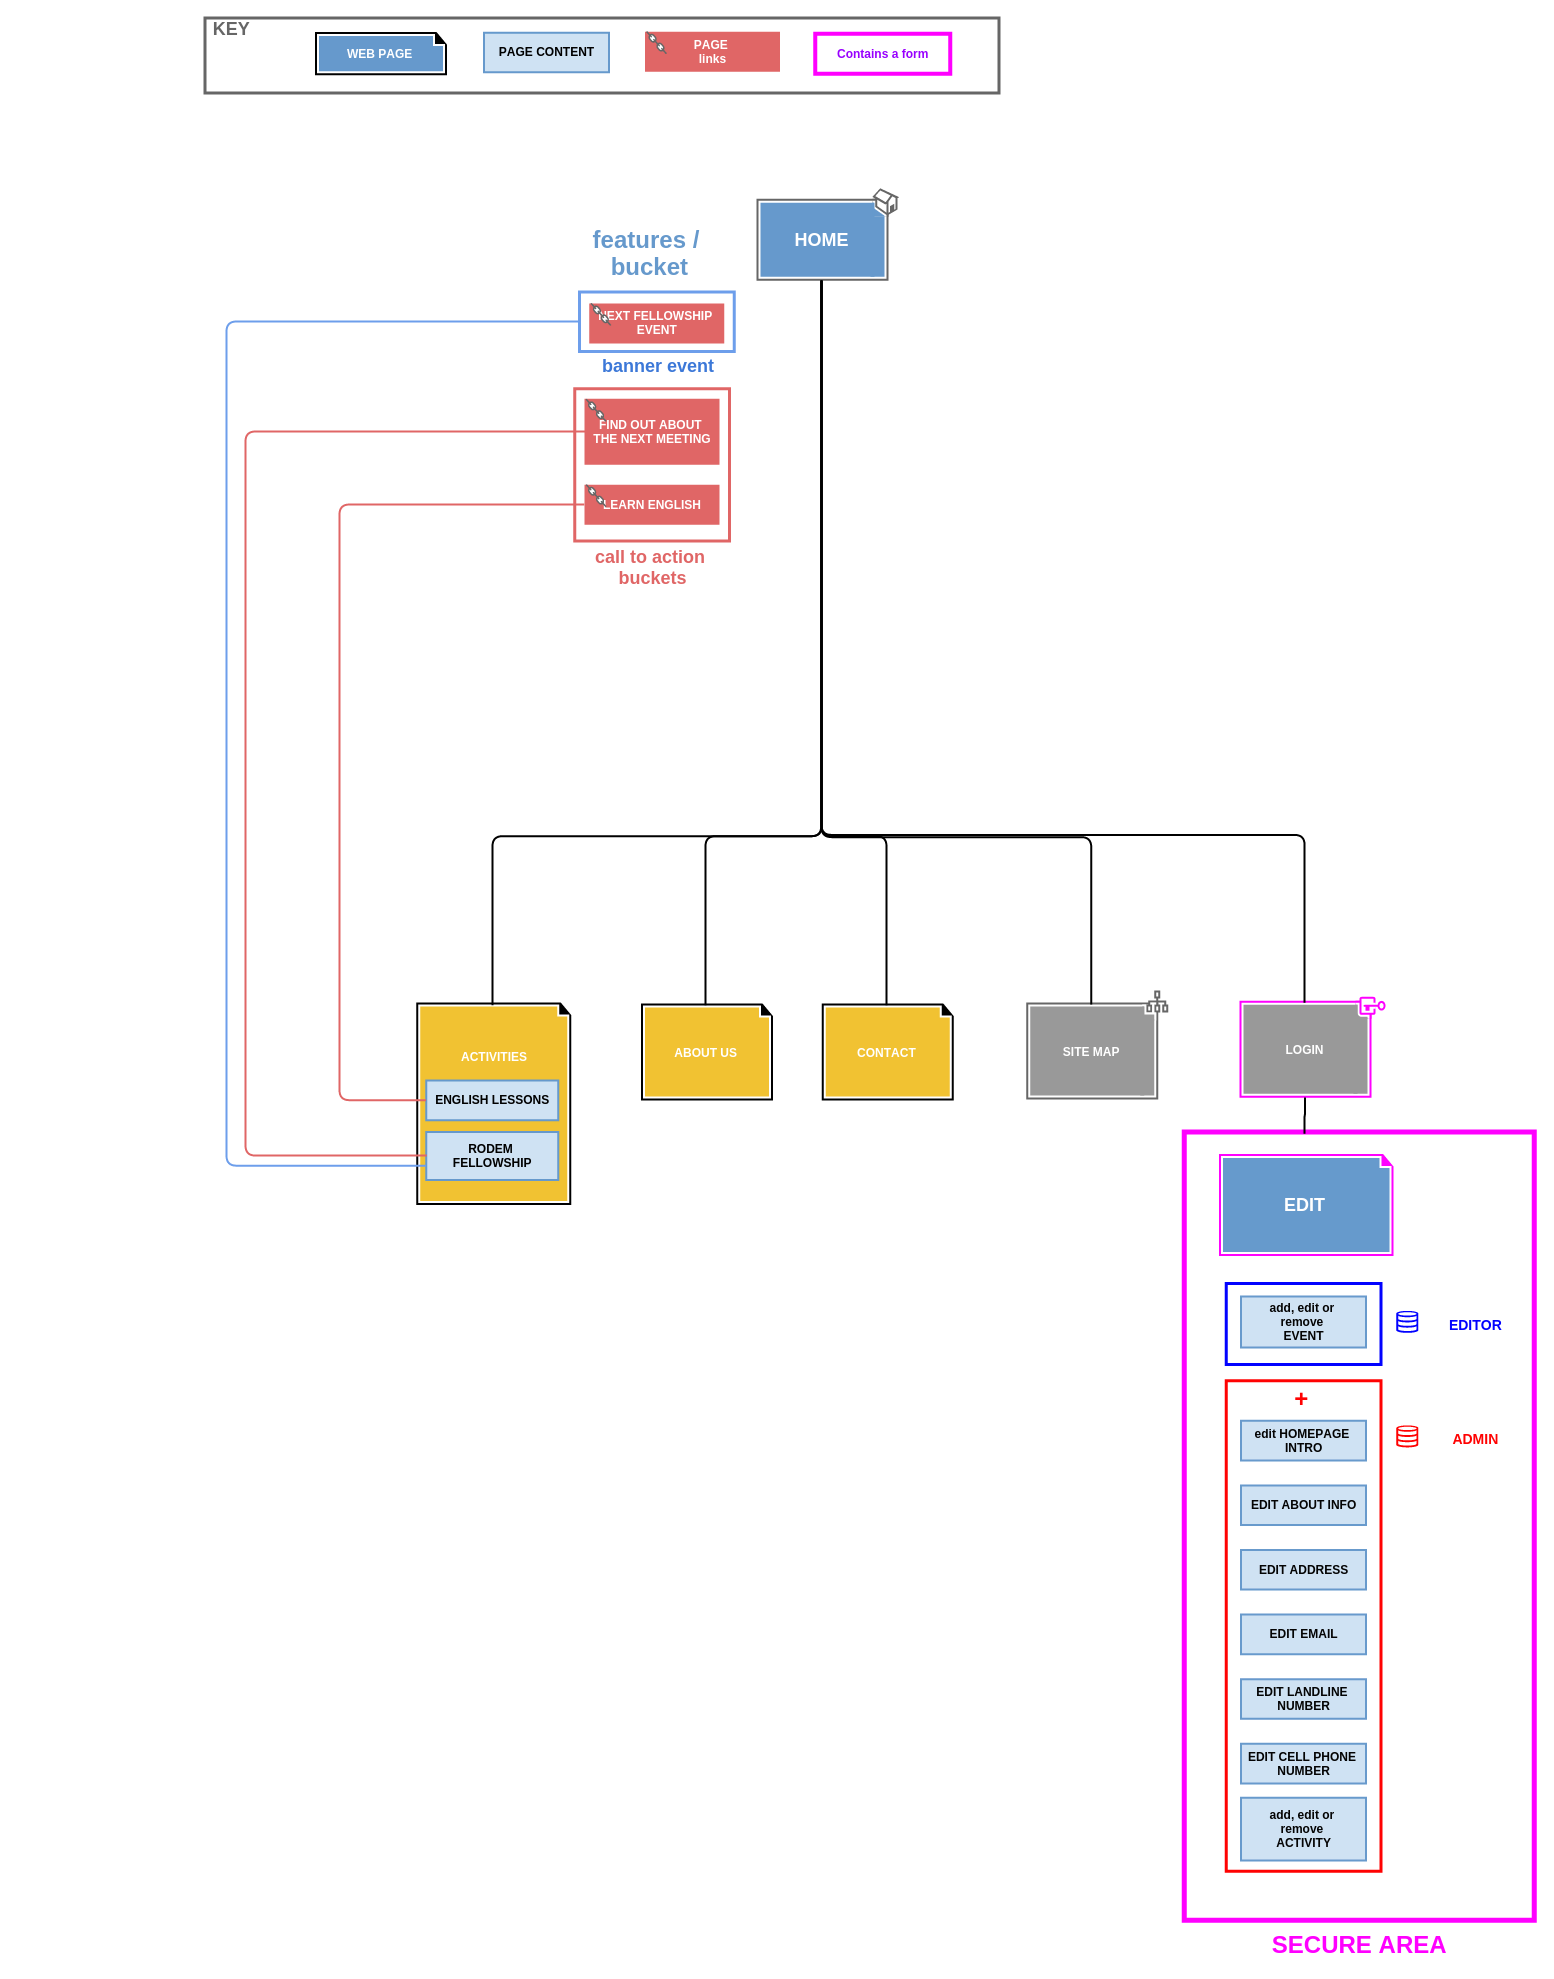 KEY
WEB PAGE
PAGE CONTENT
PAGE
links
Contains a form
HOME
features /
bucket
NEXT FELLOWSHIP
EVENT
banner event
FIND OUT ABOUT
THE NEXT MEETING
LEARN ENGLISH
call to action
buckets
ACTIVITIES
ENGLISH LESSONS
RODEM
FELLOWSHIP
ABOUT US
CONTACT
SITE MAP
LOGIN
EDIT
add, edit or
remove
EVENT
EDITOR
+
edit HOMEPAGE
INTRO
ADMIN
EDIT ABOUT INFO
EDIT ADDRESS
EDIT EMAIL
EDIT LANDLINE
NUMBER
EDIT CELL PHONE
NUMBER
add, edit or
remove
ACTIVITY
SECURE AREA